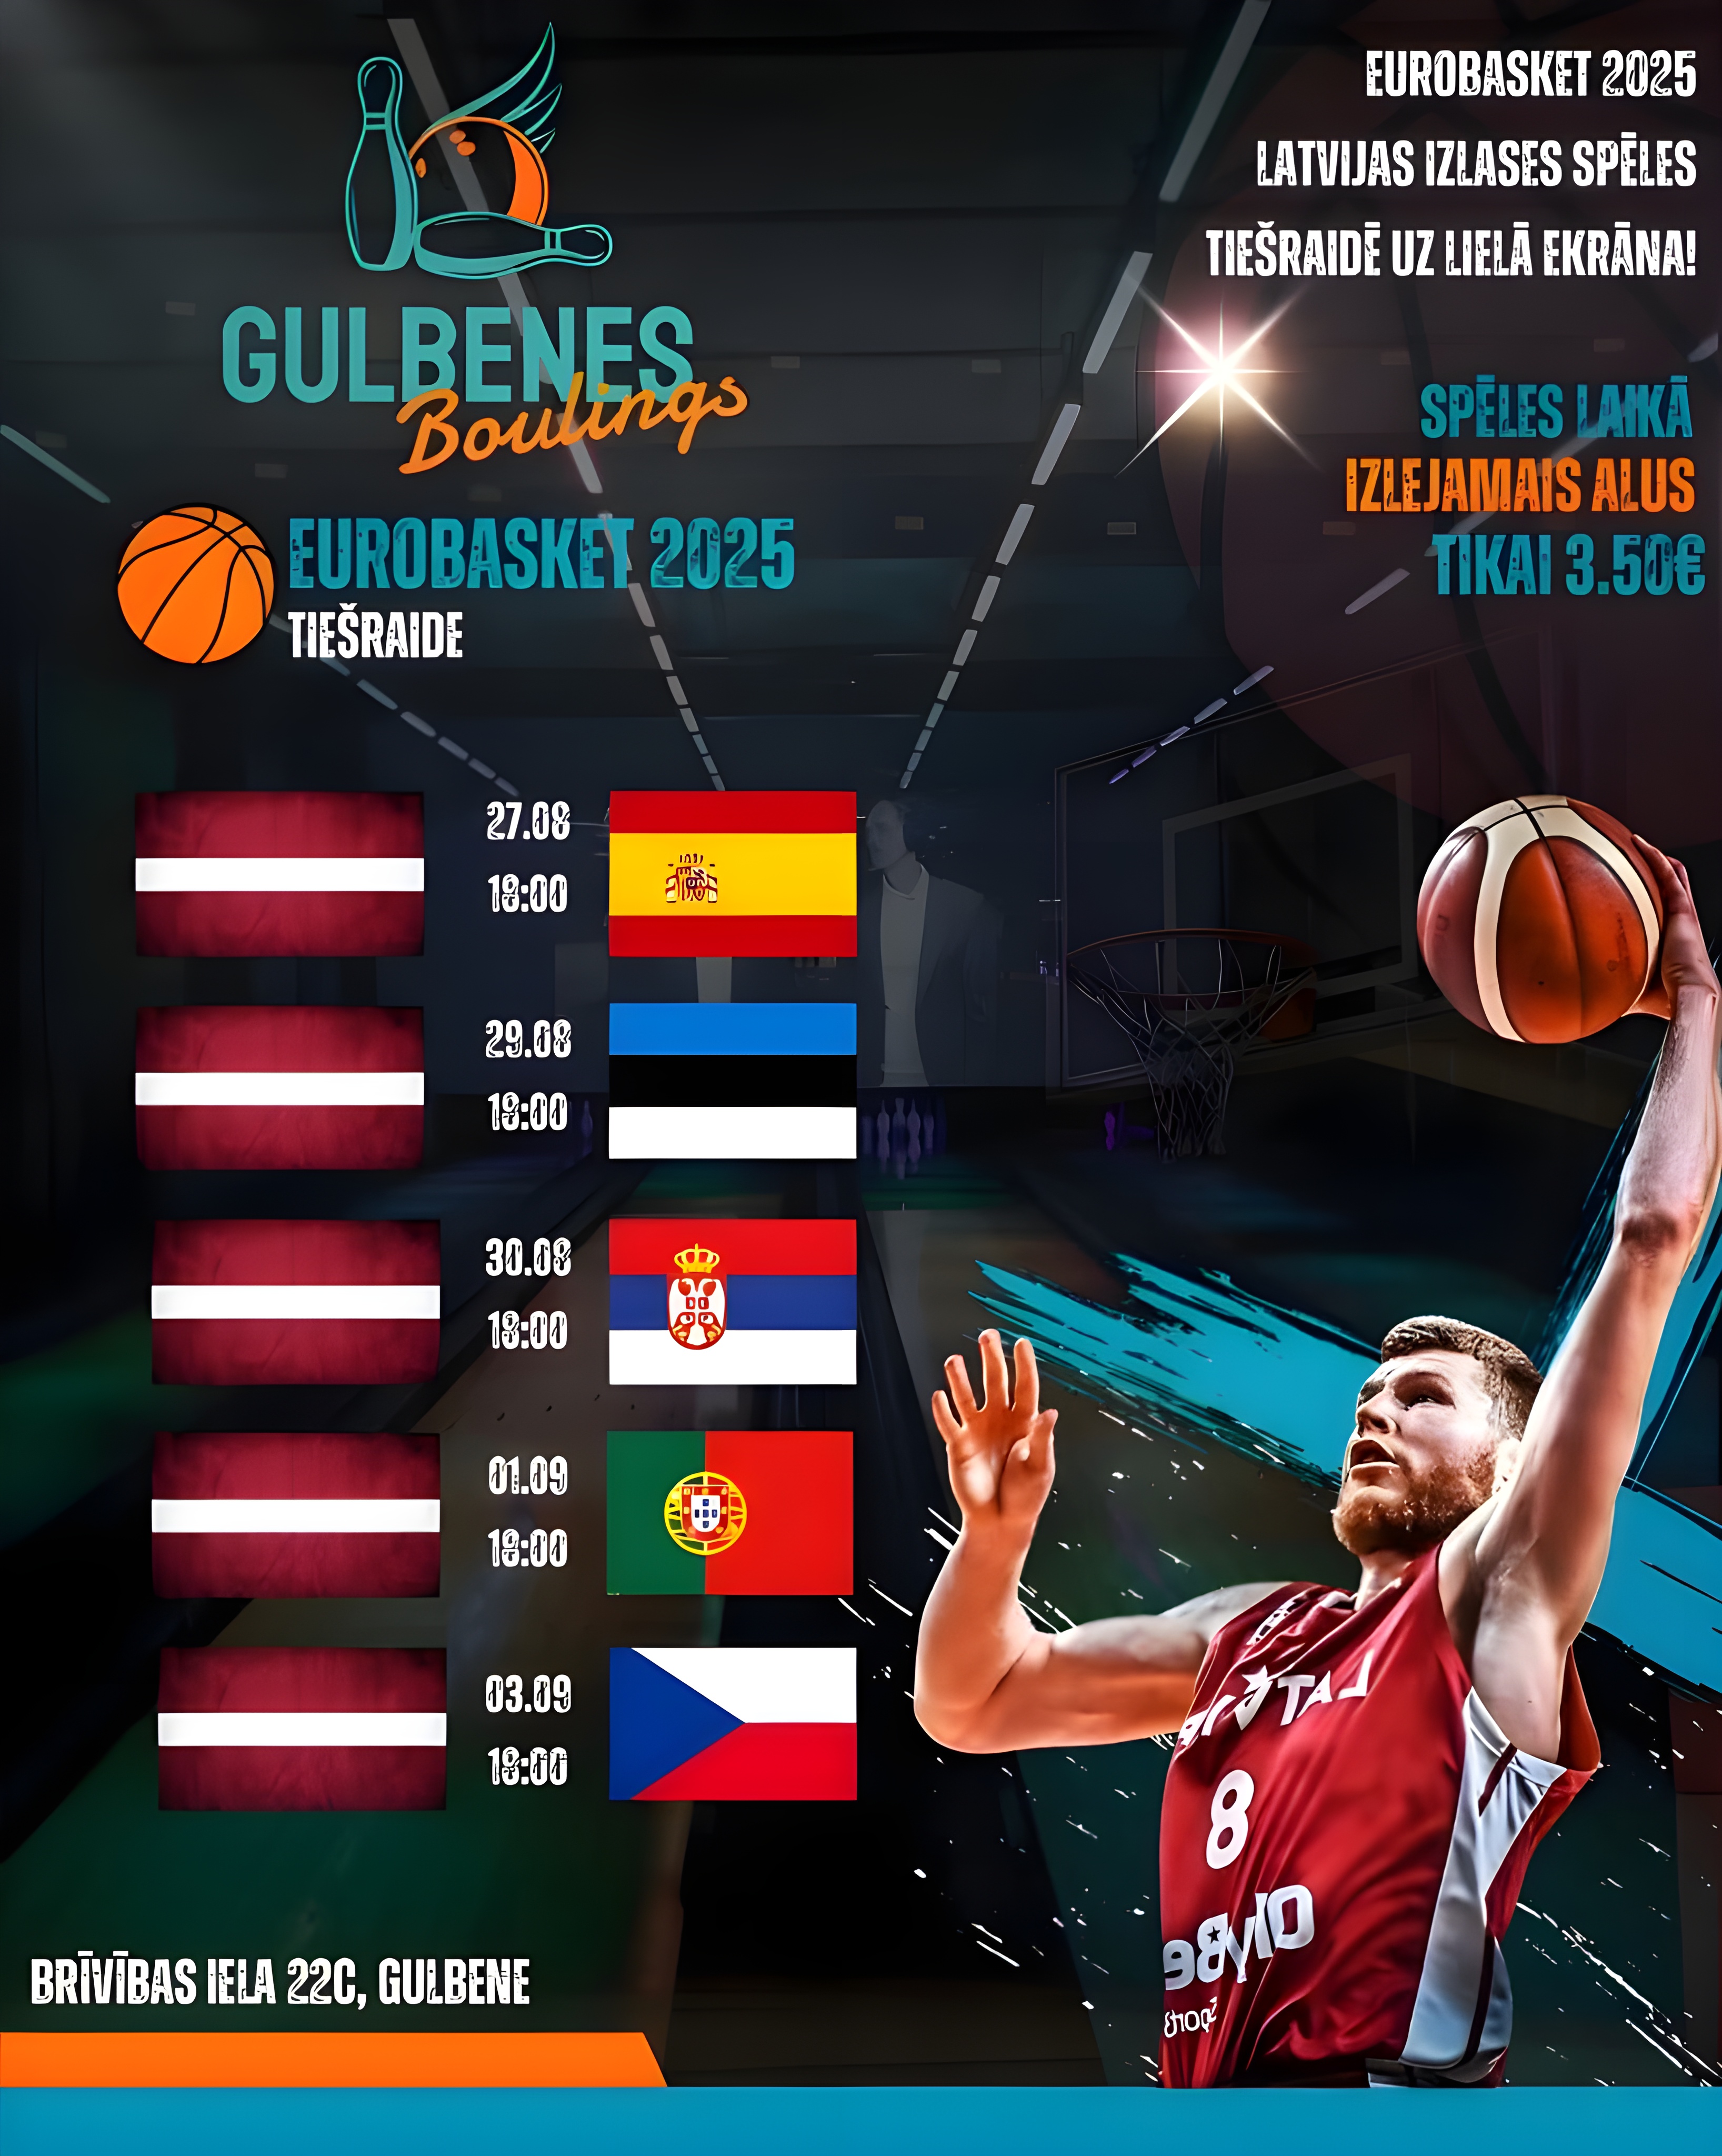 GULBENES
Boulings
EUROBASKET 2025
TIEŠRAIDE
EUROBASKET 2025
LATVIJAS IZLASES SPĒLES
TIEŠRAIDĒ UZ LIELĀ EKRĀNA!
SPĒLES LAIKĀ
IZLEJAMAIS ALUS
TIKAI 3.50€
27.08
18:00
29.08
18:00
30.08
18:00
01.09
18:00
03.09
18:00
8
BRĪVĪBAS IELA 22C, GULBENE